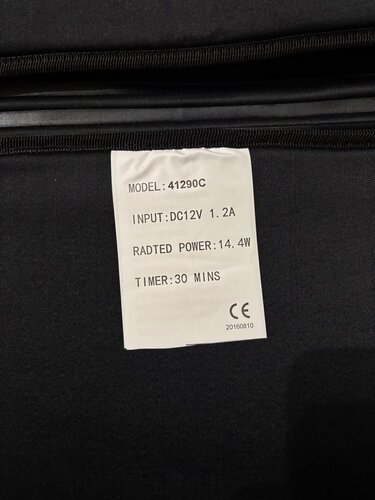 MODEL:41290C
INPUT:DC12V 1.2A
RADTED POWER:14.4W
TIMER:30 MINS
CE
20160810